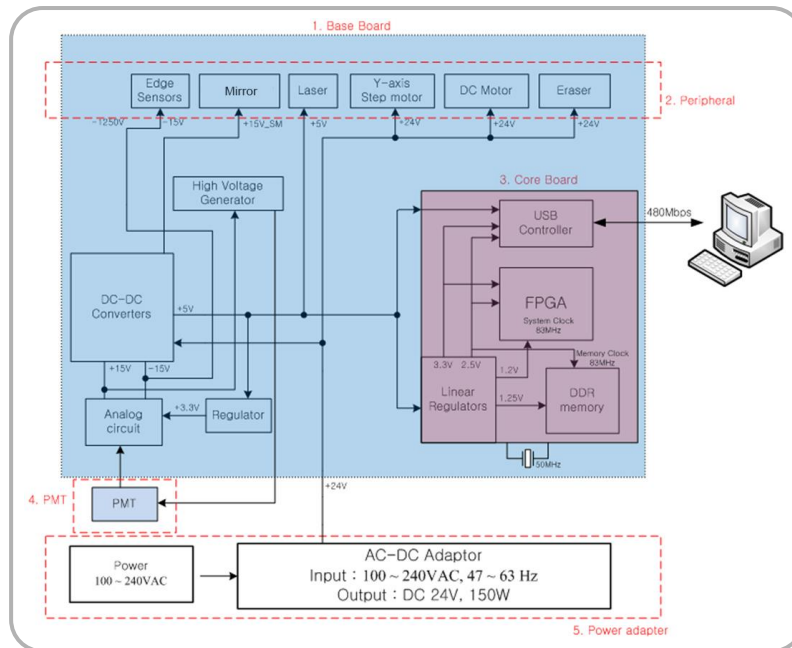 1. Base Board
Edge
Sensors
Mirror
Laser
Y-axis
Step motor
DC Motor
Eraser
2. Peripheral
-1250V
-15V
+15V_SM
+5V
+24V
+24V
+24V
High Voltage
Generator
3. Core Board
USB
Controller
480Mbps
DC-DC
Converters
+5V
FPGA
System Clock
83MHz
+15V
-15V
3.3V
2.5V
Memory Clock
83MHz
1.2V
Linear
Regulators
1.25V
DDR
memory
Analog
circuit
+3.3V
Regulator
50MHz
4. PMT
PMT
+24V
Power
100 ~ 240VAC
AC-DC Adaptor
Input : 100 ~ 240VAC, 47 ~ 63 Hz
Output : DC 24V, 150W
5. Power adapter